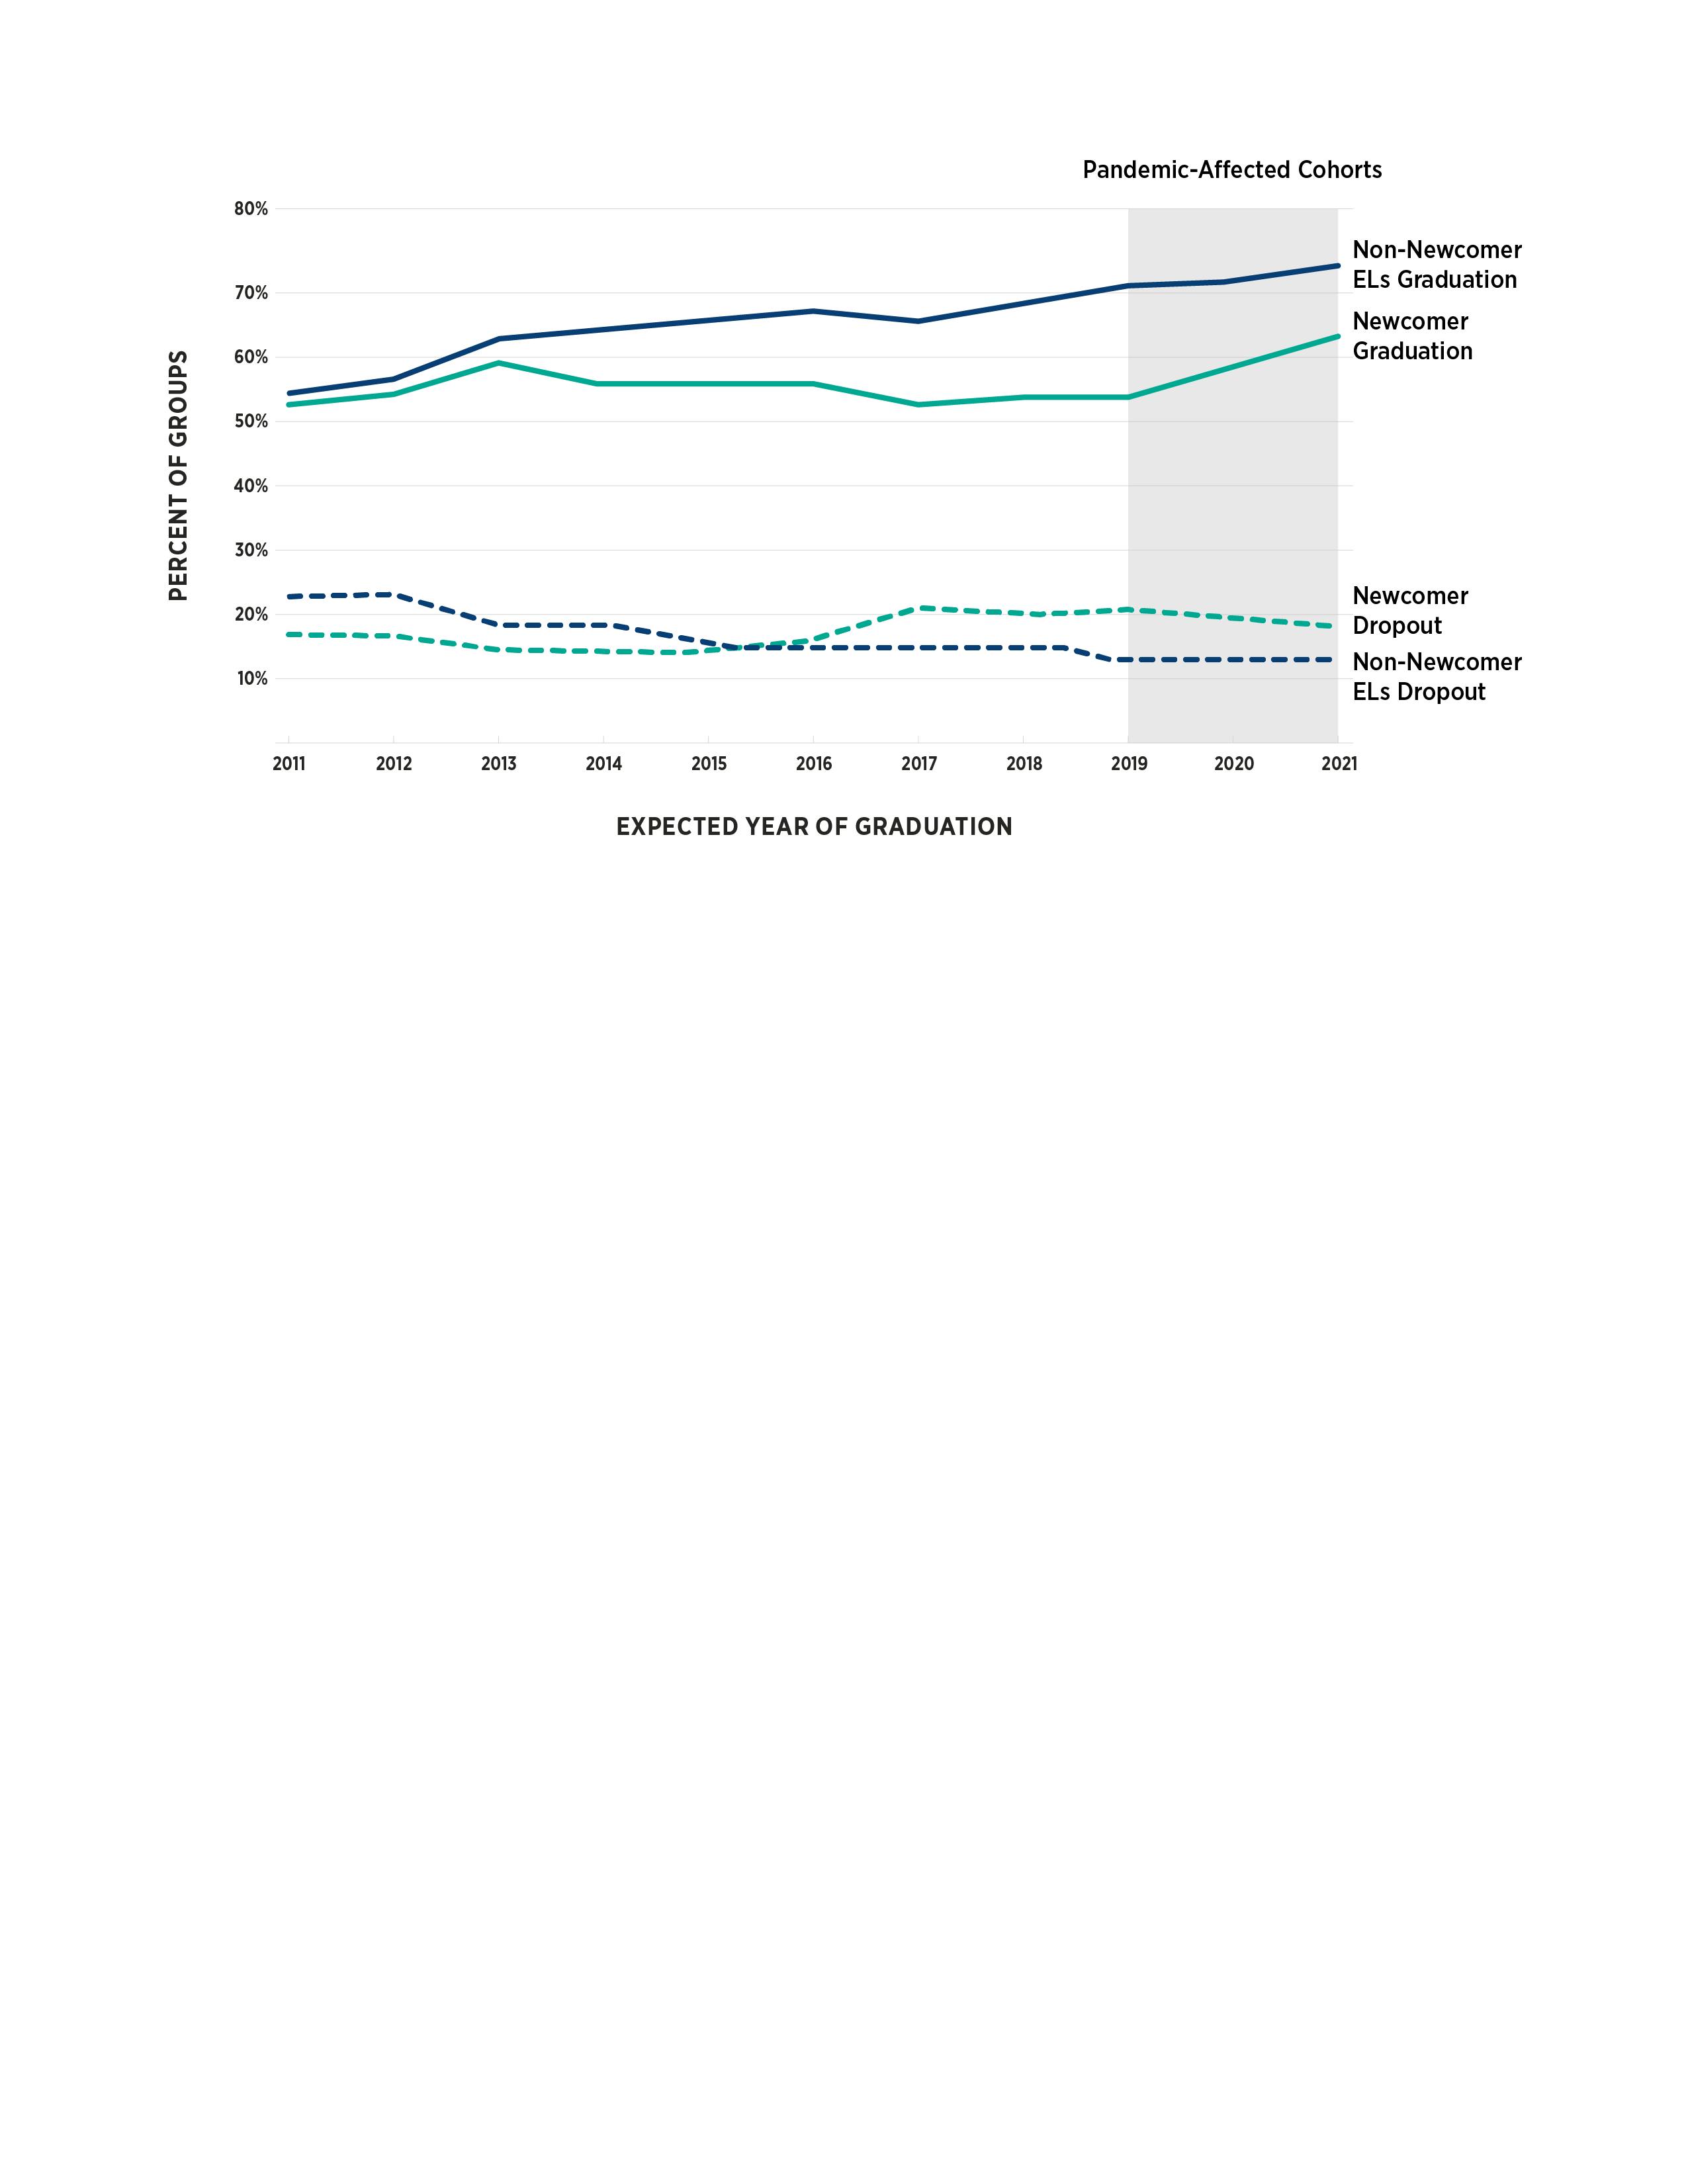 Pandemic-Affected Cohorts
80%
70%
60%
50%
40%
30%
20%
10%
PERCENT OF GROUPS
Non-Newcomer
ELs Graduation
Newcomer
Graduation
Newcomer
Dropout
Non-Newcomer
ELs Dropout
2011 2012 2013 2014 2015 2016 2017 2018 2019 2020 2021
EXPECTED YEAR OF GRADUATION